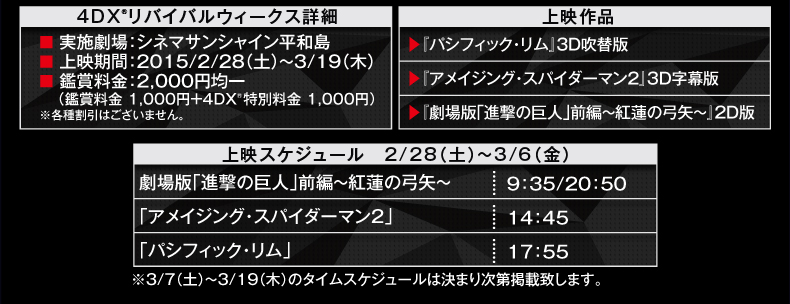 4DX®リバイバルウィークス詳細
■ 実施劇場：シネマサンシャイン平和島
■ 上映期間：2015/2/28（土）～3/19（木）
■ 鑑賞料金：2,000円均一
（鑑賞料金 1,000円＋4DX®特別料金 1,000円）
※各種割引はございません。
上映作品
▶『パシフィック・リム』3D吹替版
▶『アメイジング・スパイダーマン2』3D字幕版
▶『劇場版「進撃の巨人」前編～紅蓮の弓矢～』2D版
上映スケジュール　2/28（土）～3/6（金）
劇場版「進撃の巨人」前編～紅蓮の弓矢～ 9：35/20：50
「アメイジング・スパイダーマン2」 14：45
「パシフィック・リム」 17：55
※3/7（土）～3/19（木）のタイムスケジュールは決まり次第掲載致します。